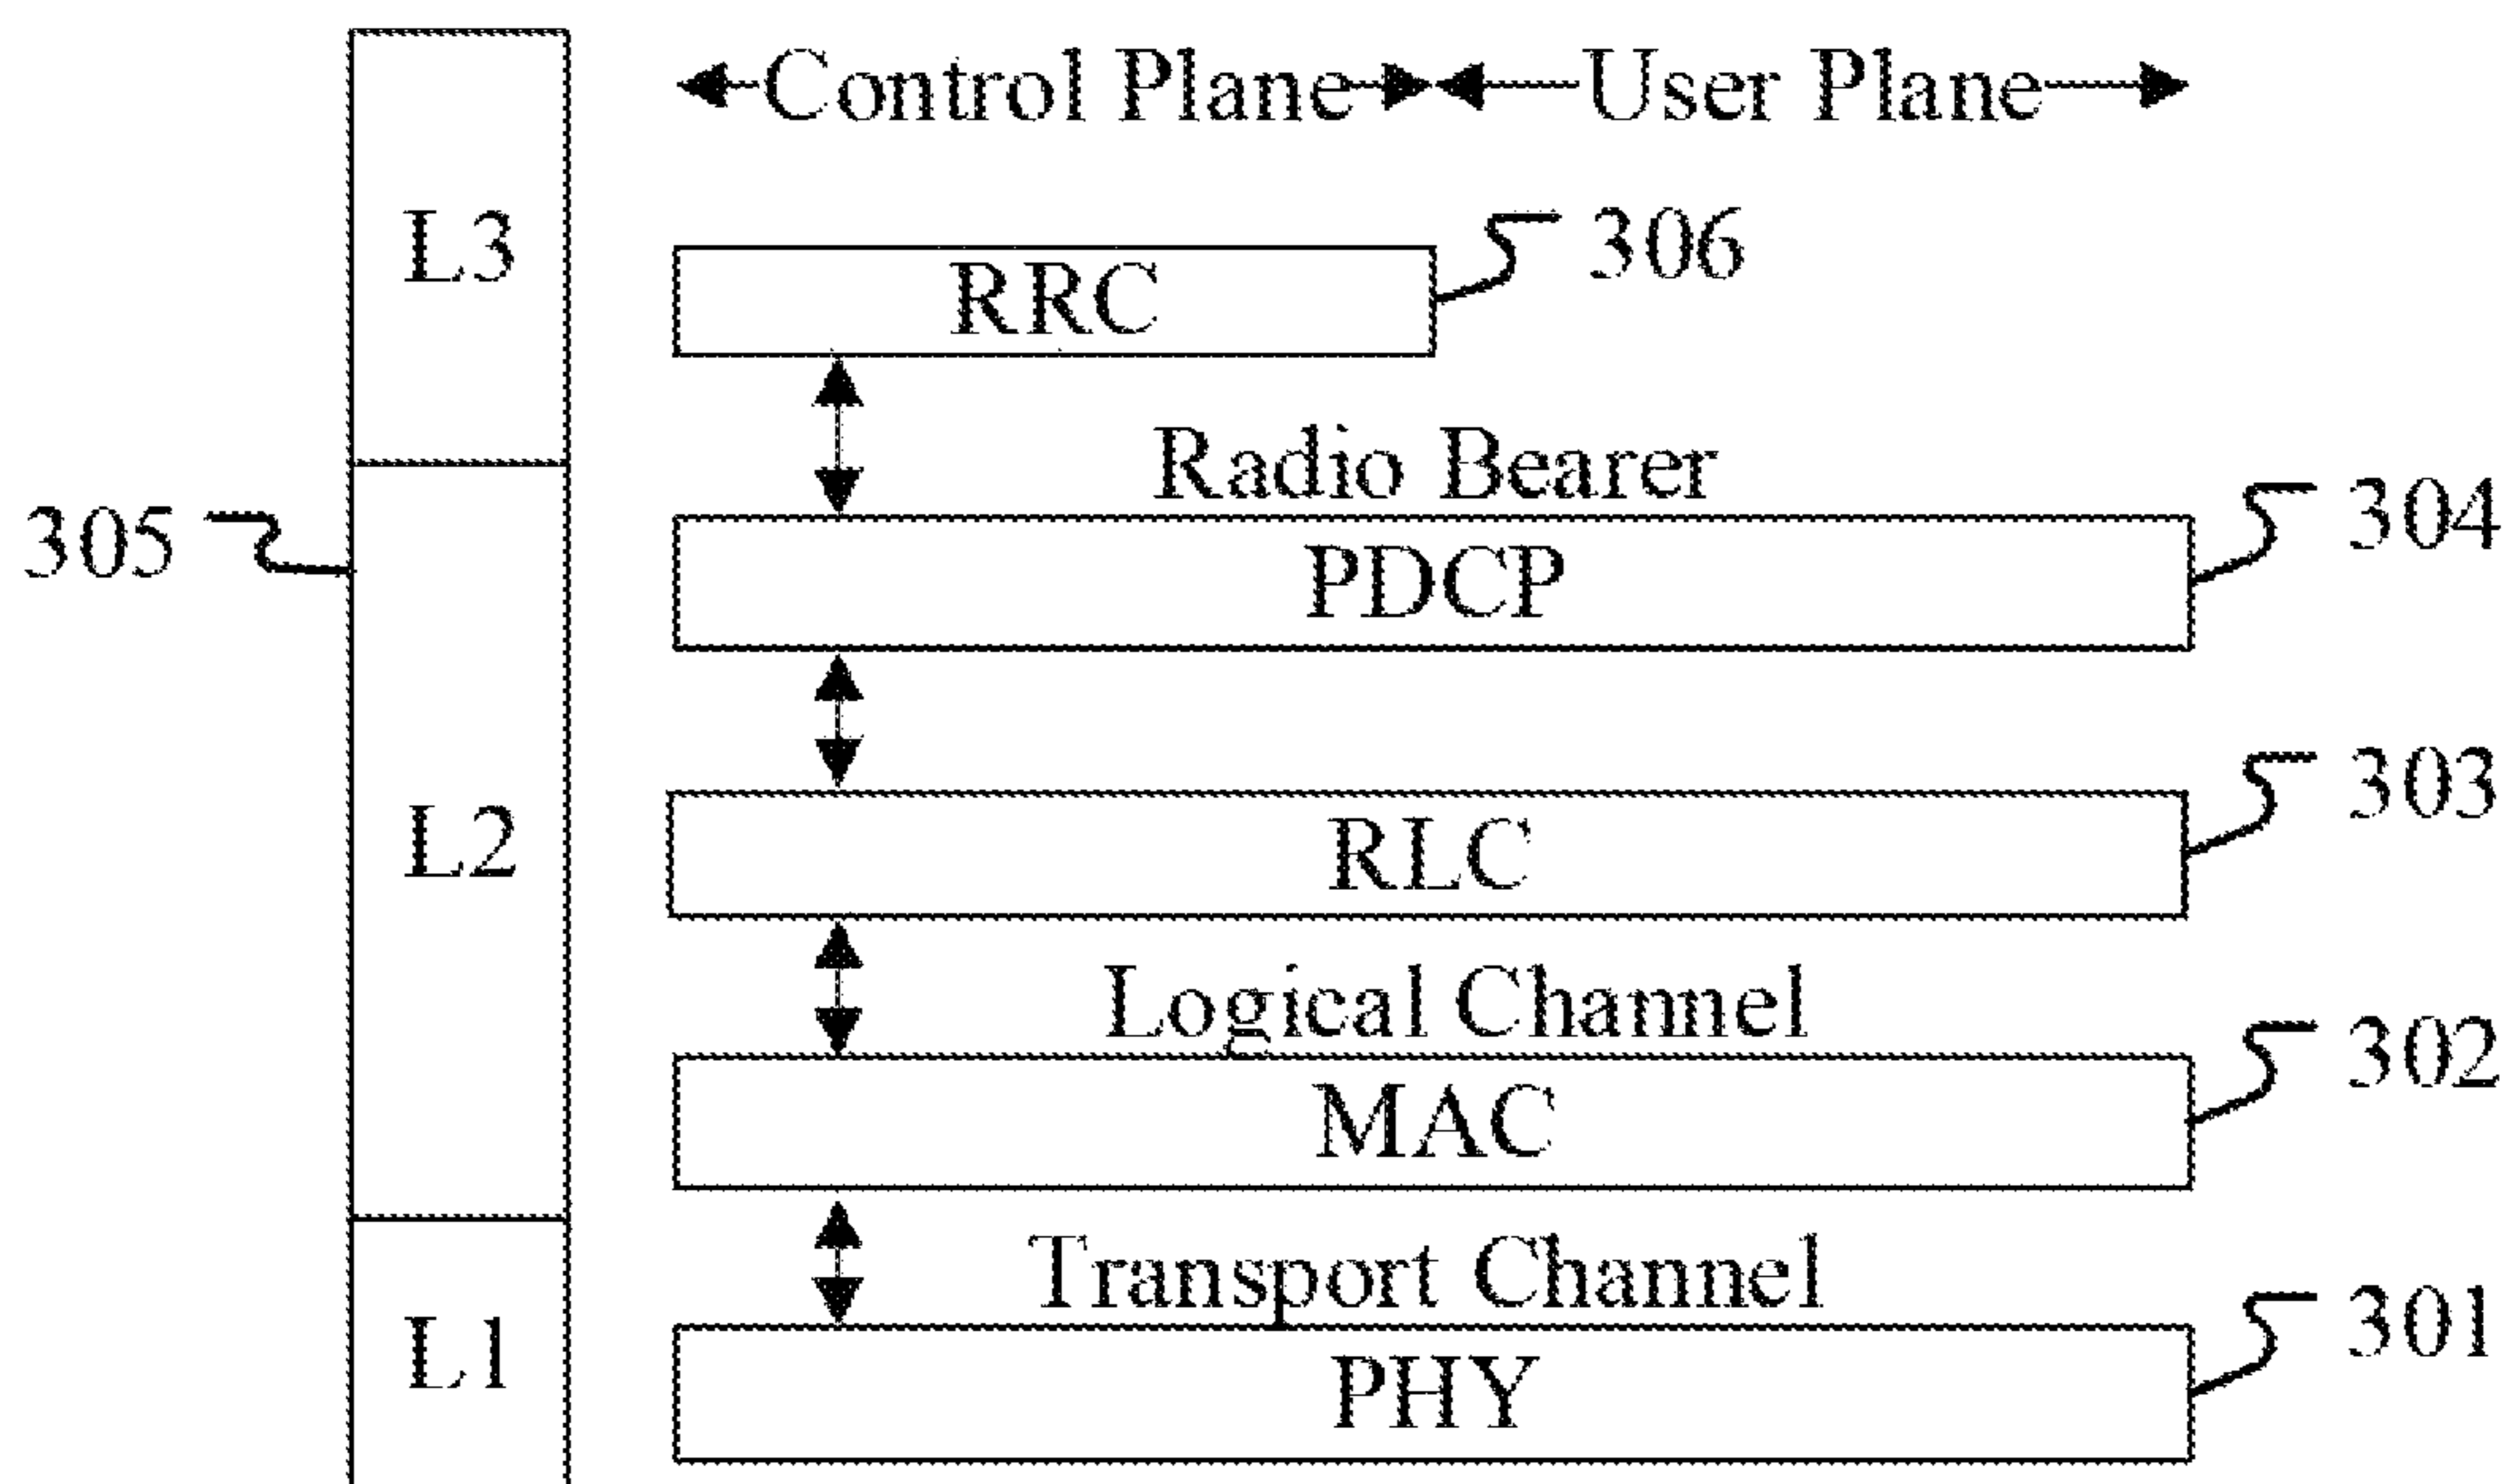 Control Plane User Plane
L3
306
RRC
Radio Bearer
305
304
PDCP
303
L2
RLC
Logical Channel
302
MAC
Transport Channel
301
L1
PHY